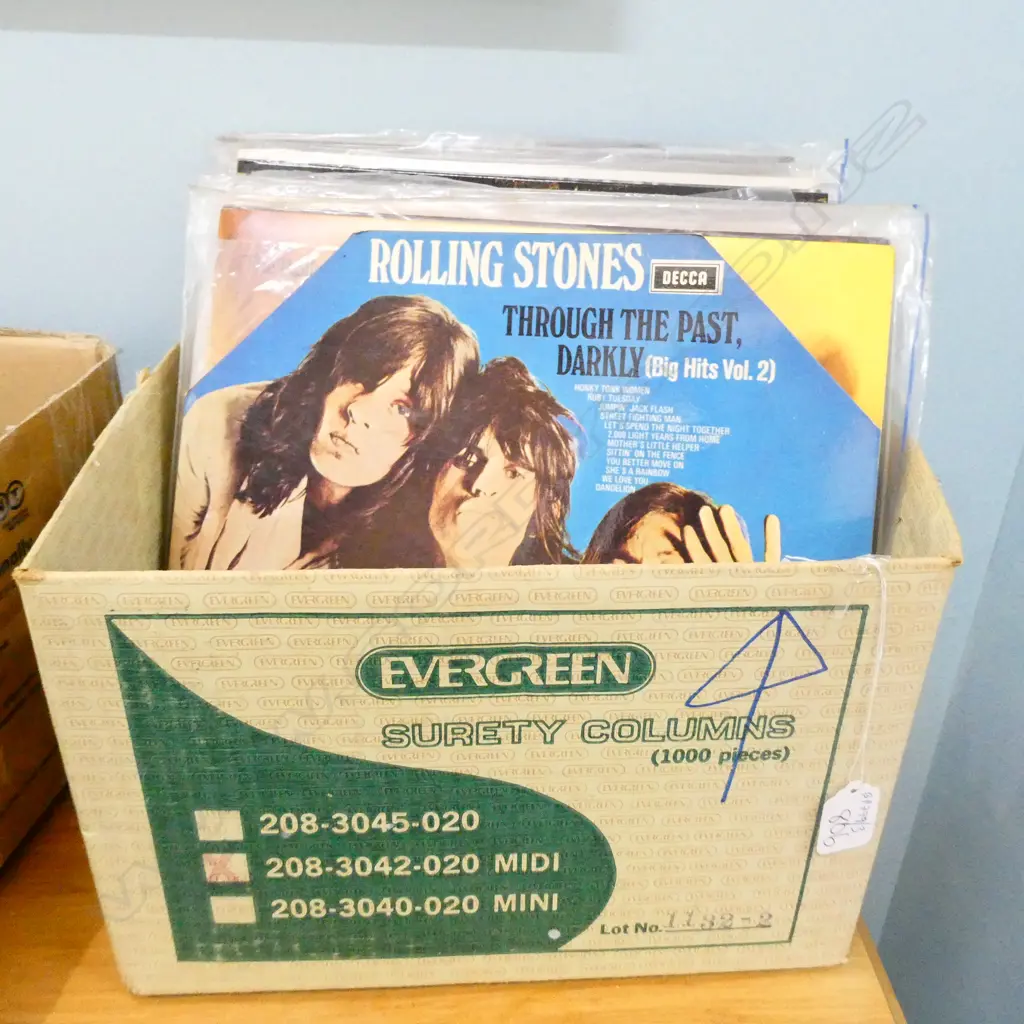 ROLLING STONES
DECCA
THROUGH THE PAST,
DARKLY (Big Hits Vol. 2)
HONKY TONK WOMEN
RUBY TUESDAY
JUMPIN' JACK FLASH
STREET FIGHTING MAN
LET'S SPEND THE NIGHT TOGETHER
2,000 LIGHT YEARS FROM HOME
MOTHER'S LITTLE HELPER
SITTIN' ON THE FENCE
YOU BETTER MOVE ON
SHE'S A RAINBOW
WE LOVE YOU
DANDELION
EVERGREEN
SURETY COLUMNS
(1000 pieces)
208-3045-020
208-3042-020 MIDI
208-3040-020 MINI
Lot No. 1132-2